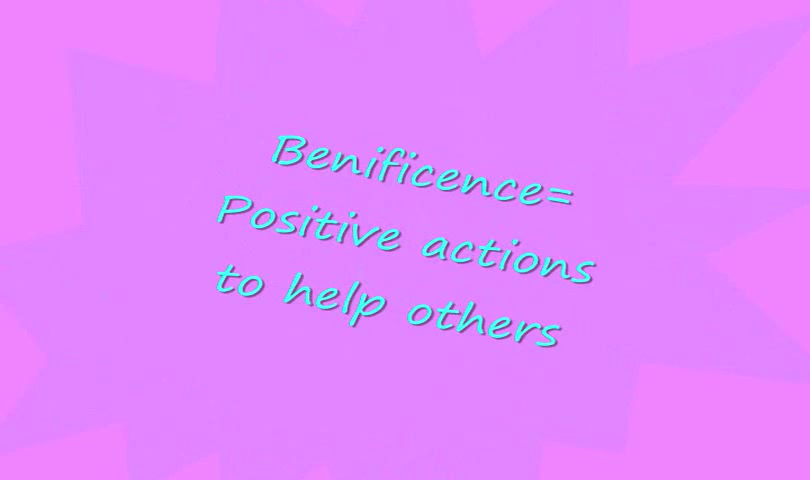 Benificence=
Positive actions
to help others